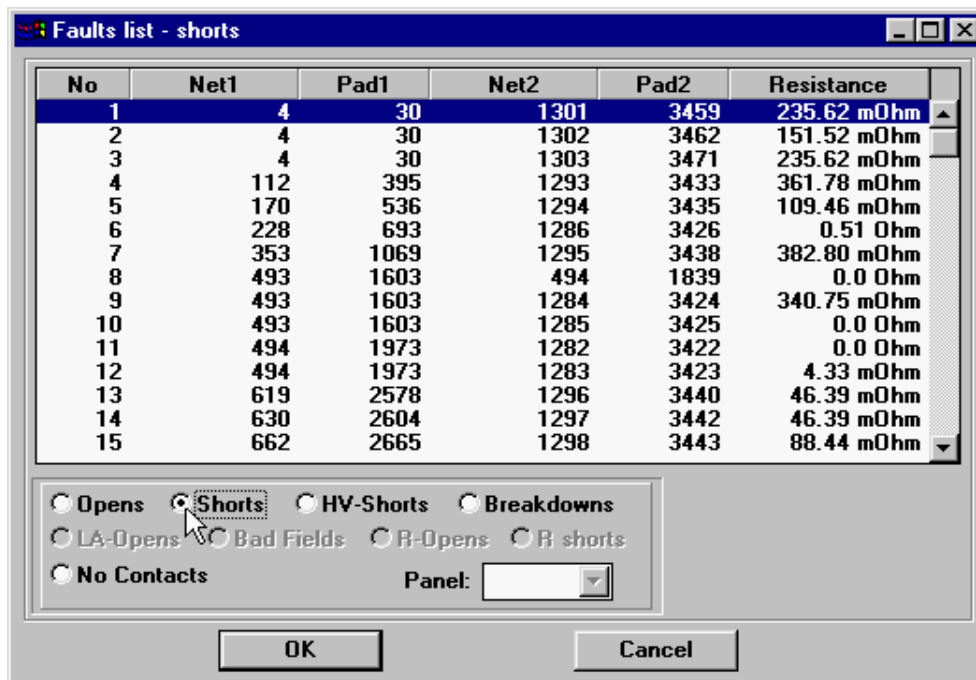 Faults list - shorts
No Net1 Pad1 Net2 Pad2 Resistance
1 4 30 1301 3459 235.62 mOhm
2 4 30 1302 3462 151.52 mOhm
3 4 30 1303 3471 235.62 mOhm
4 112 395 1293 3433 361.78 mOhm
5 170 536 1294 3435 109.46 mOhm
6 228 693 1286 3426 0.51 Ohm
7 353 1069 1295 3438 382.80 mOhm
8 493 1603 494 1839 0.0 Ohm
9 493 1603 1284 3424 340.75 mOhm
10 493 1603 1285 3425 0.0 Ohm
11 494 1973 1282 3422 0.0 Ohm
12 494 1973 1283 3423 4.33 mOhm
13 619 2578 1296 3440 46.39 mOhm
14 630 2604 1297 3442 46.39 mOhm
15 662 2665 1298 3443 88.44 mOhm
Opens Shorts HV-Shorts Breakdowns
LA-Opens Bad Fields R-Opens R shorts
No Contacts Panel:
OK Cancel